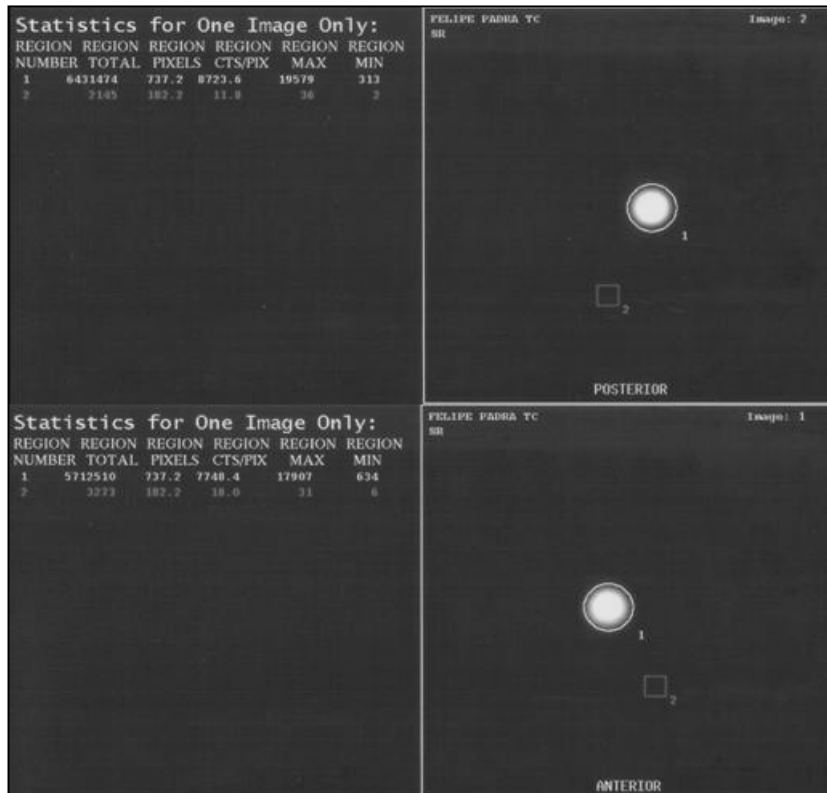 Statistics for One Image Only:
REGION REGION REGION REGION REGION REGION
NUMBER TOTAL PIXELS CTS/PIX MAX MIN
1 6431474 737.2 8723.6 19579 313
2 2145 182.2 11.8 36 2
FELIPE PADRA TC Image: 2
SR
1
2
POSTERIOR
Statistics for One Image Only:
REGION REGION REGION REGION REGION REGION
NUMBER TOTAL PIXELS CTS/PIX MAX MIN
1 5712510 737.2 7748.4 17907 634
2 3273 182.2 18.0 31 6
FELIPE PADRA TC Image: 1
SR
1
2
ANTERIOR